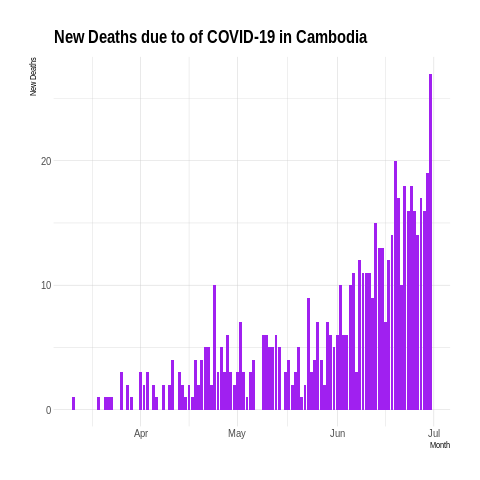 New Deaths due to of COVID-19 in Cambodia
New Deaths
20
10
0
Apr May Jun Jul
Month